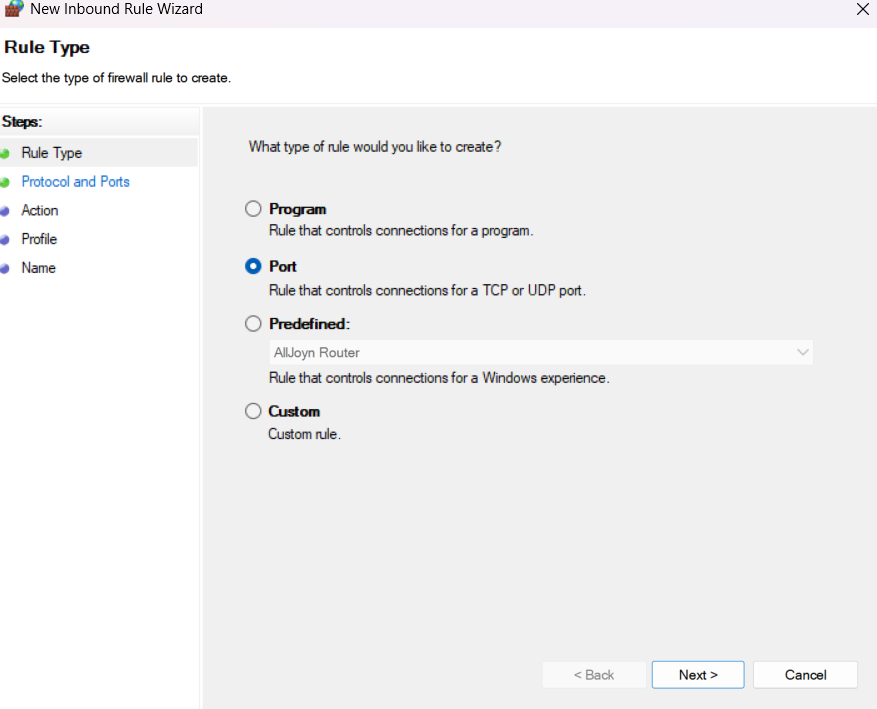 New Inbound Rule Wizard
Rule Type
Select the type of firewall rule to create.
Steps:
Rule Type
Protocol and Ports
Action
Profile
Name
What type of rule would you like to create?
Program
Rule that controls connections for a program.
Port
Rule that controls connections for a TCP or UDP port.
Predefined:
AllJoyn Router
Rule that controls connections for a Windows experience.
Custom
Custom rule.
< Back
Next >
Cancel